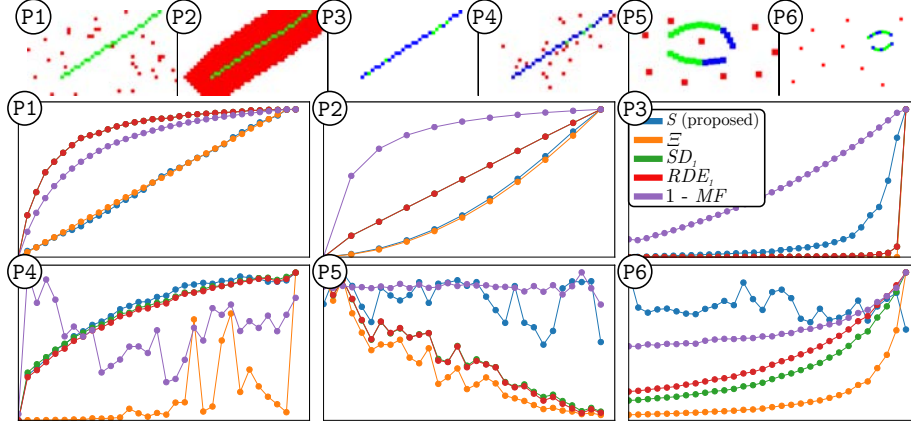 P1 P2 P3 P4 P5 P6
P1 P2 P3
S (proposed)
Ξ
SD₁
RDE₁
1 - MF
P4 P5 P6